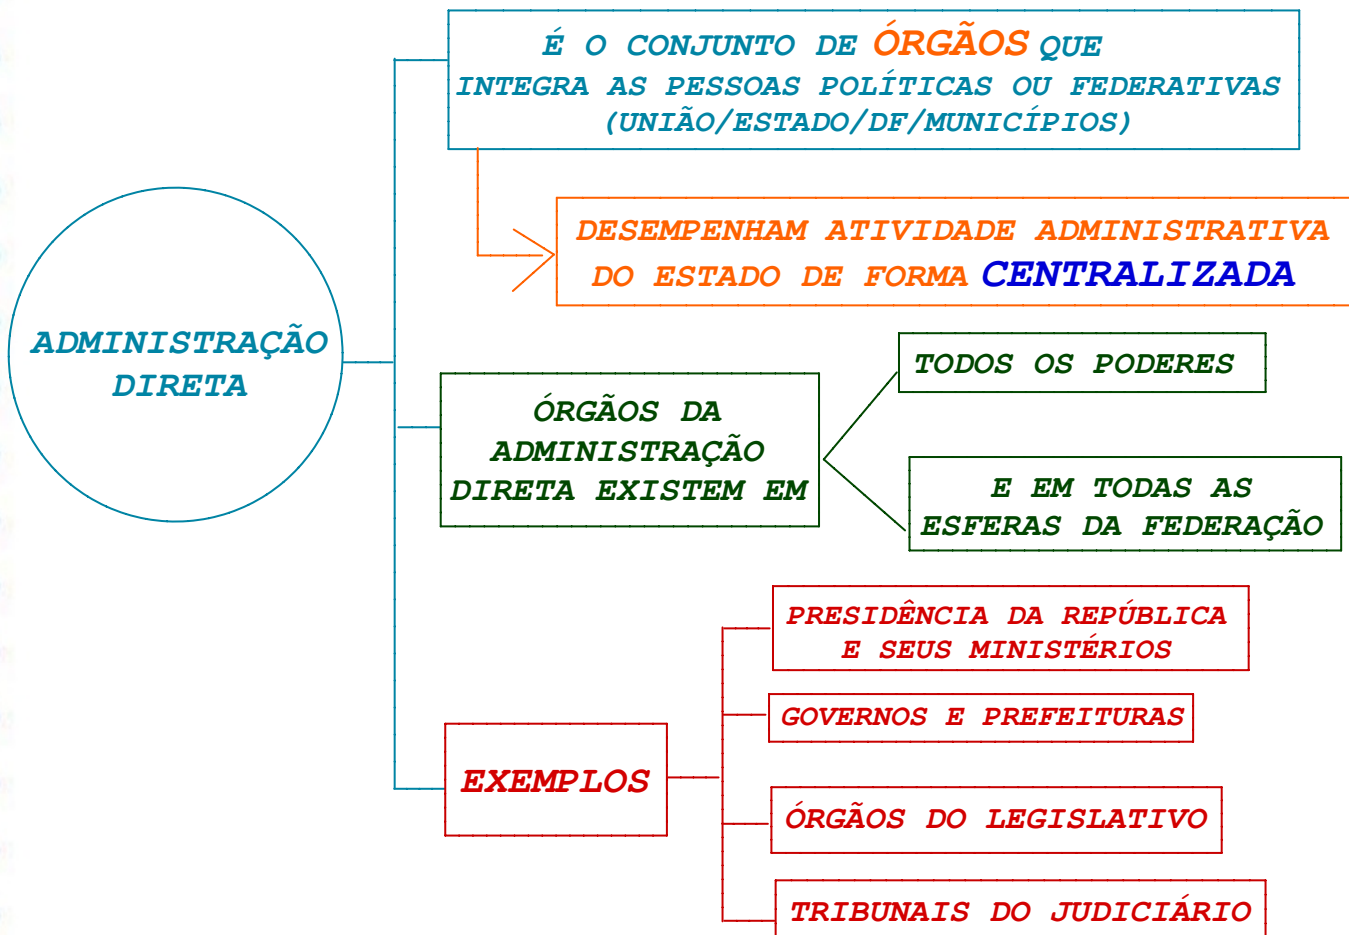 ADMINISTRAÇÃO
DIRETA
É O CONJUNTO DE ÓRGÃOS QUE
INTEGRA AS PESSOAS POLÍTICAS OU FEDERATIVAS
(UNIÃO/ESTADO/DF/MUNICÍPIOS)
DESEMPENHAM ATIVIDADE ADMINISTRATIVA
DO ESTADO DE FORMA CENTRALIZADA
ÓRGÃOS DA
ADMINISTRAÇÃO
DIRETA EXISTEM EM
TODOS OS PODERES
E EM TODAS AS
ESFERAS DA FEDERAÇÃO
EXEMPLOS
PRESIDÊNCIA DA REPÚBLICA
E SEUS MINISTÉRIOS
GOVERNOS E PREFEITURAS
ÓRGÃOS DO LEGISLATIVO
TRIBUNAIS DO JUDICIÁRIO